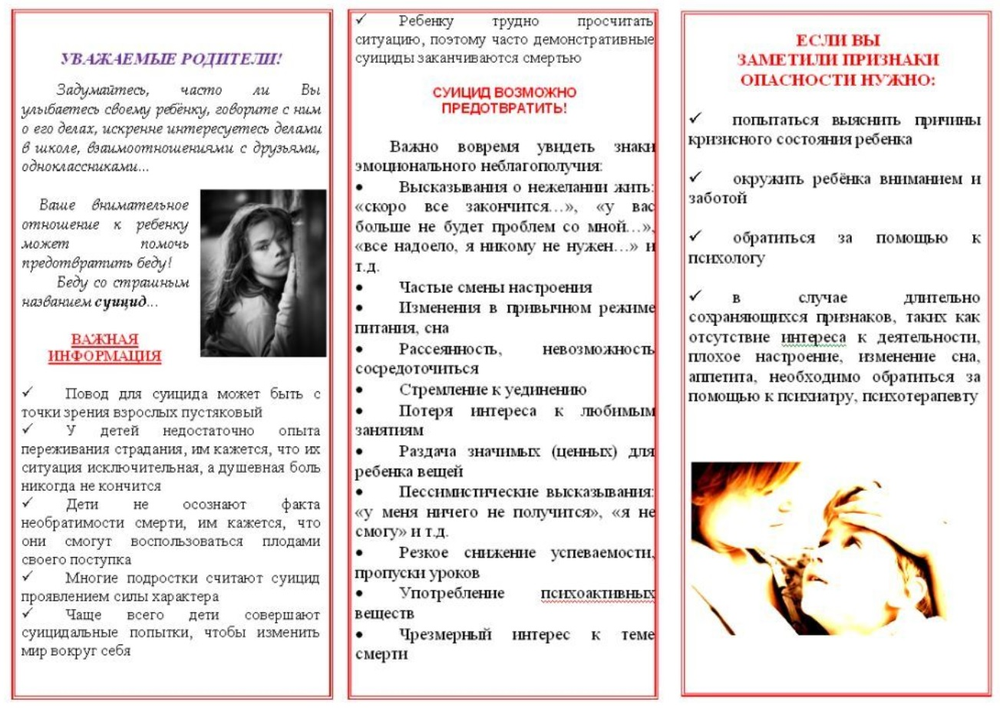 УВАЖАЕМЫЕ РОДИТЕЛИ!
Задумайтесь, часто ли Вы
улыбаетесь своему ребёнку, говорите с ним
о его делах, искренне интересуетесь делами
в школе, взаимоотношениями с друзьями,
одноклассниками...
Ваше внимательное
отношение к ребенку
может помочь
предотвратить беду!
Беду со страшным
названием суицид...
ВАЖНАЯ
ИНФОРМАЦИЯ
✓ Повод для суицида может быть с
точки зрения взрослых пустяковый
✓ У детей недостаточно опыта
переживания страдания, им кажется, что их
ситуация исключительная, а душевная боль
никогда не кончится
✓ Дети не осознают факта
необратимости смерти, им кажется, что
они смогут воспользоваться плодами
своего поступка
✓ Многие подростки считают суицид
проявлением силы характера
✓ Чаще всего дети совершают
суицидальные попытки, чтобы изменить
мир вокруг себя
✓ Ребенку трудно просчитать
ситуацию, поэтому часто демонстративные
суициды заканчиваются смертью
СУИЦИД ВОЗМОЖНО
ПРЕДОТВРАТИТЬ!
Важно вовремя увидеть знаки
эмоционального неблагополучия:
• Высказывания о нежелании жить:
«скоро все закончится…», «у вас
больше не будет проблем со мной…»,
«все надоело, я никому не нужен…» и
т.д.
• Частые смены настроения
• Изменения в привычном режиме
питания, сна
• Рассеянность, невозможность
сосредоточиться
• Стремление к уединению
• Потеря интереса к любимым
занятиям
• Раздача значимых (ценных) для
ребенка вещей
• Пессимистические высказывания:
«у меня ничего не получится», «я не
смогу» и т.д.
• Резкое снижение успеваемости,
пропуски уроков
• Употребление психоактивных
веществ
• Чрезмерный интерес к теме
смерти
ЕСЛИ ВЫ
ЗАМЕТИЛИ ПРИЗНАКИ
ОПАСНОСТИ НУЖНО:
✓ попытаться выяснить причины
кризисного состояния ребенка
✓ окружить ребёнка вниманием и
заботой
✓ обратиться за помощью к
психологу
✓ в случае длительно
сохраняющихся признаков, таких как
отсутствие интереса к деятельности,
плохое настроение, изменение сна,
аппетита, необходимо обратиться за
помощью к психиатру, психотерапевту